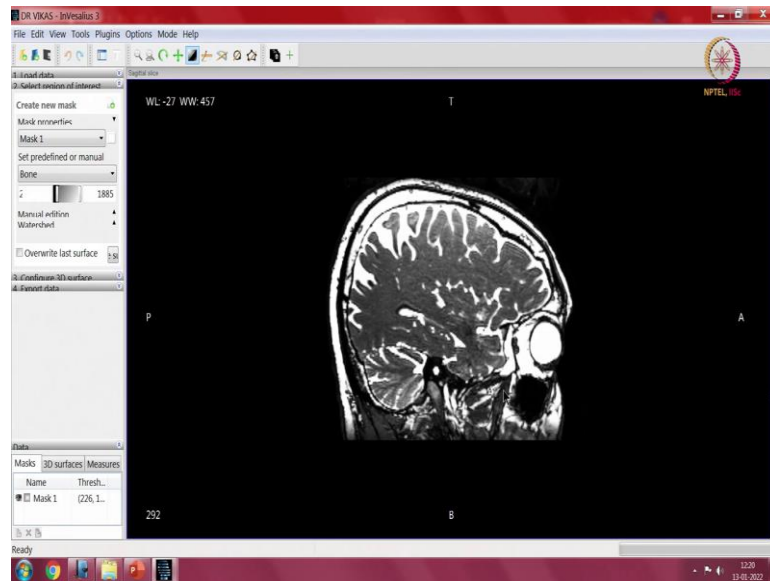 DR VIKAS - InVesalius 3
File Edit View Tools Plugins Options Mode Help
NPTEL, IISc
1. Load data
2. Select region of interest
Create new mask
Mask properties
Mask 1
Set predefined or manual
Bone
1885
Manual edition
Watershed
Overwrite last surface
3. Configure 3D surface
4. Export data
Sagittal slice
WL: -27 WW: 457
T
P
A
292
B
Data
Masks 3D surfaces Measures
Name Thresh..
Mask 1 (226, 1...
Ready
12:20
13-01-2022